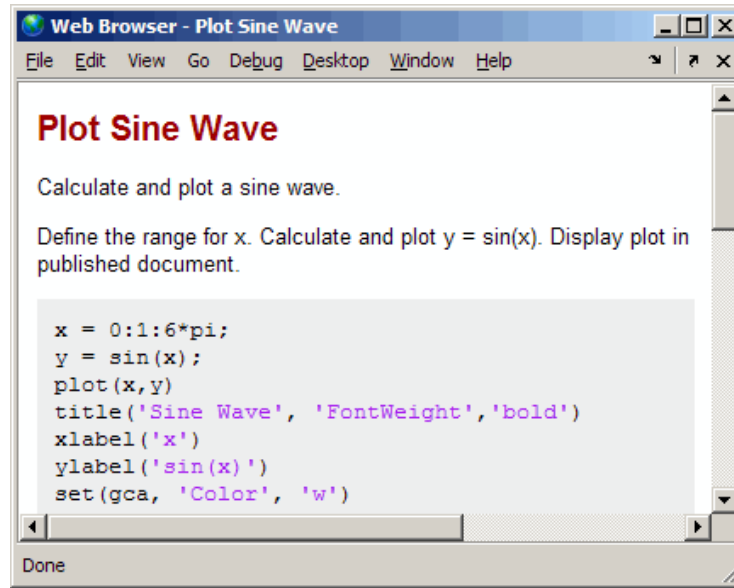 Web Browser - Plot Sine Wave
File Edit View Go Debug Desktop Window Help
Plot Sine Wave
Calculate and plot a sine wave.
Define the range for x. Calculate and plot y = sin(x). Display plot in
published document.
x = 0:1:6*pi;
y = sin(x);
plot(x,y)
title('Sine Wave', 'FontWeight','bold')
xlabel('x')
ylabel('sin(x)')
set(gca, 'Color', 'w')
Done